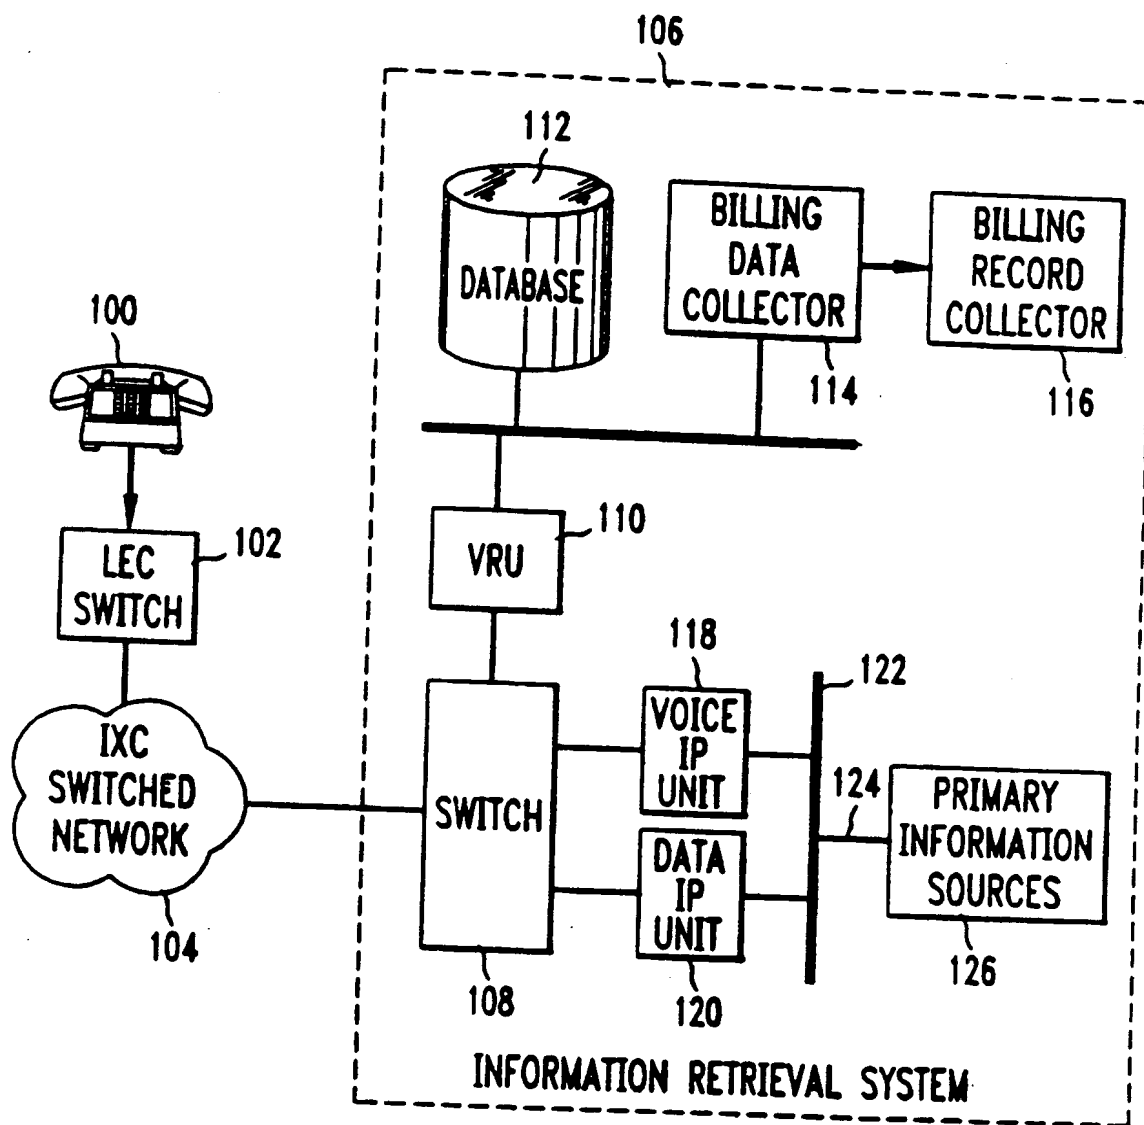 106
112
DATABASE
BILLING
DATA
COLLECTOR
114
BILLING
RECORD
COLLECTOR
116
100
LEC
SWITCH
102
VRU
110
IXC
SWITCHED
NETWORK
104
SWITCH
108
118
VOICE
IP
UNIT
DATA
IP
UNIT
120
122
124
PRIMARY
INFORMATION
SOURCES
126
INFORMATION RETRIEVAL SYSTEM